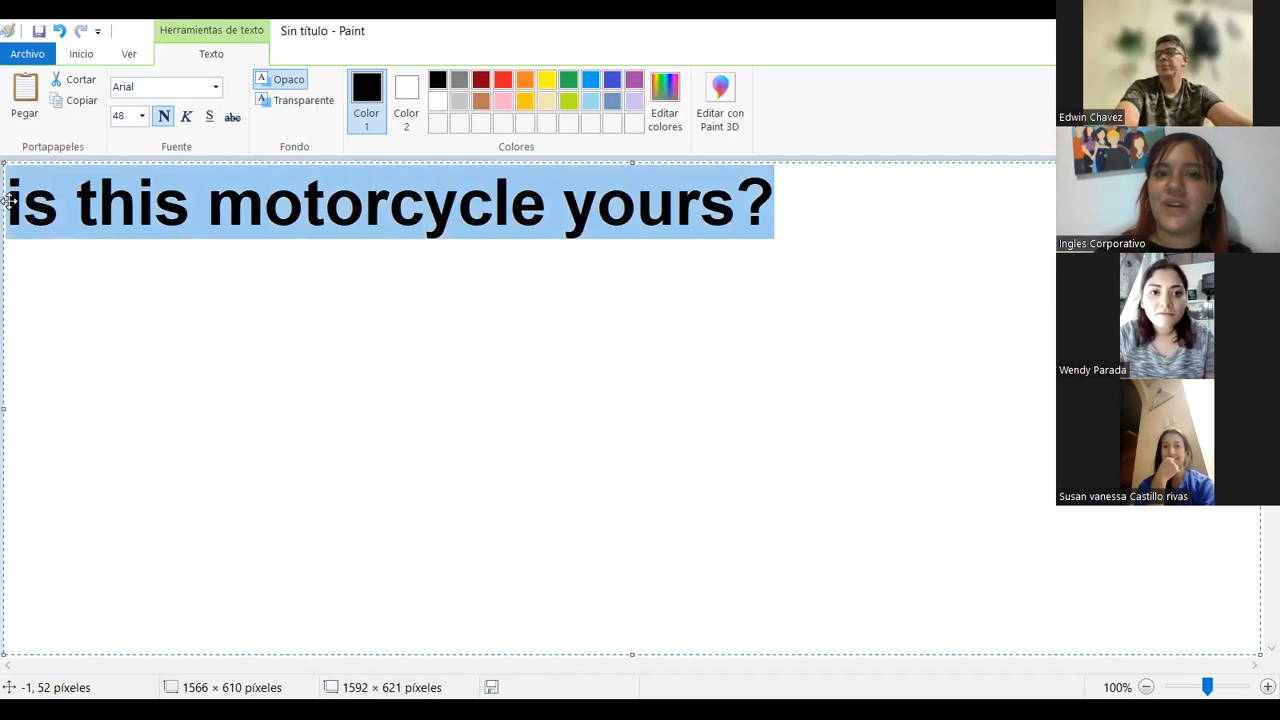 Herramientas de texto
Sin título - Paint
Archivo
Inicio
Ver
Texto
Pegar
Cortar
Copiar
Portapapeles
Arial
48
N K S abc
Fuente
Opaco
Transparente
Fondo
Color 1
Color 2
Editar colores
Editar con Paint 3D
Colores
is this motorcycle yours?
Edwin Chavez
Ingles Corporativo
Wendy Parada
Susan vanessa Castillo rivas
-1, 52 píxeles
1566 × 610 píxeles
1592 × 621 píxeles
100%